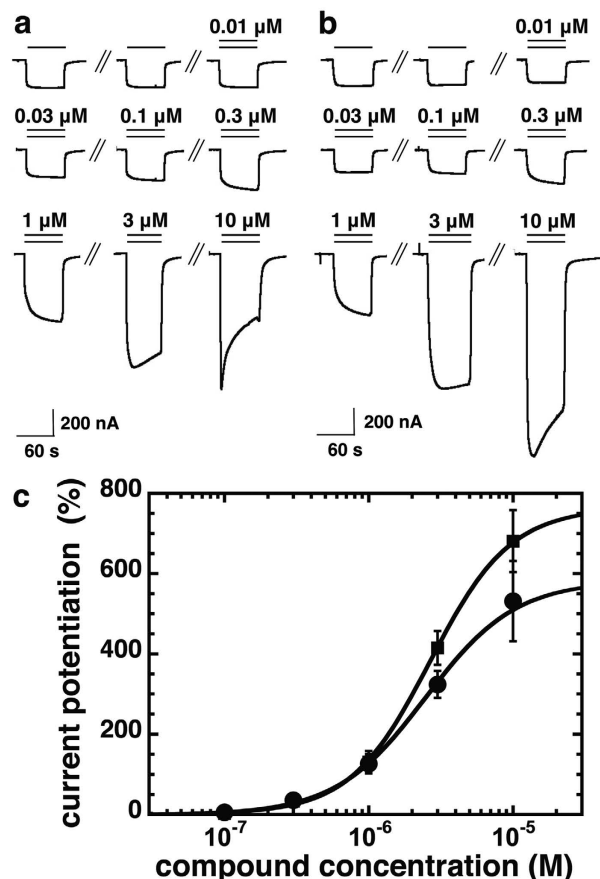 a
b
0.01 µM
0.01 µM
0.03 µM 0.1 µM 0.3 µM
0.03 µM 0.1 µM 0.3 µM
1 µM 3 µM 10 µM
1 µM 3 µM 10 µM
200 nA
60 s
200 nA
60 s
c
current potentiation (%)
800
600
400
200
0
10⁻⁷ 10⁻⁶ 10⁻⁵
compound concentration (M)